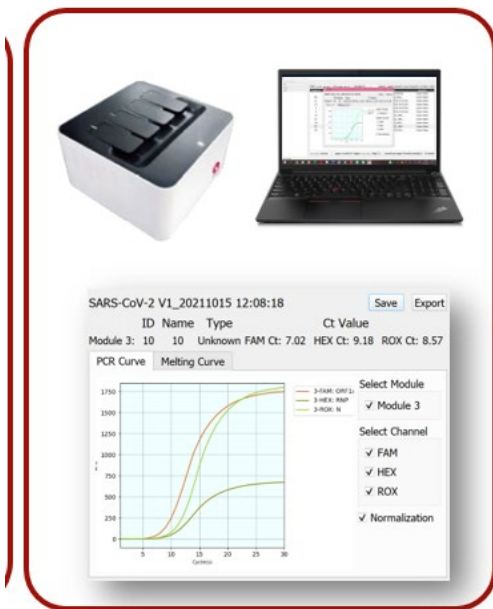 SARS-CoV-2 V1_20211015 12:08:18 Save Export
ID Name Type Ct Value
Module 3: 10 10 Unknown FAM Ct: 7.02 HEX Ct: 9.18 ROX Ct: 8.57
PCR Curve Melting Curve
Select Module
Module 3
Select Channel
FAM
HEX
ROX
Normalization
3-FAM: ORF1
3-HEX: RNP
3-ROX: N
1750
1500
1250
1000
750
500
250
0
5 10 15 20 25 30